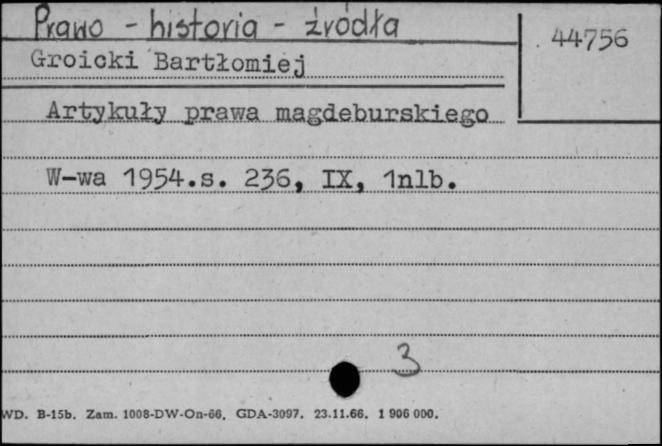 Prawo - historia - źródła
44756
Groicki Bartłomiej
Artykuły prawa magdeburskiego
W-wa 1954.s. 236, IX, 1nlb.
3
WD. B-15b. Zam. 1008-DW-On-66. GDA-3097. 23.11.66. 1 906 000.